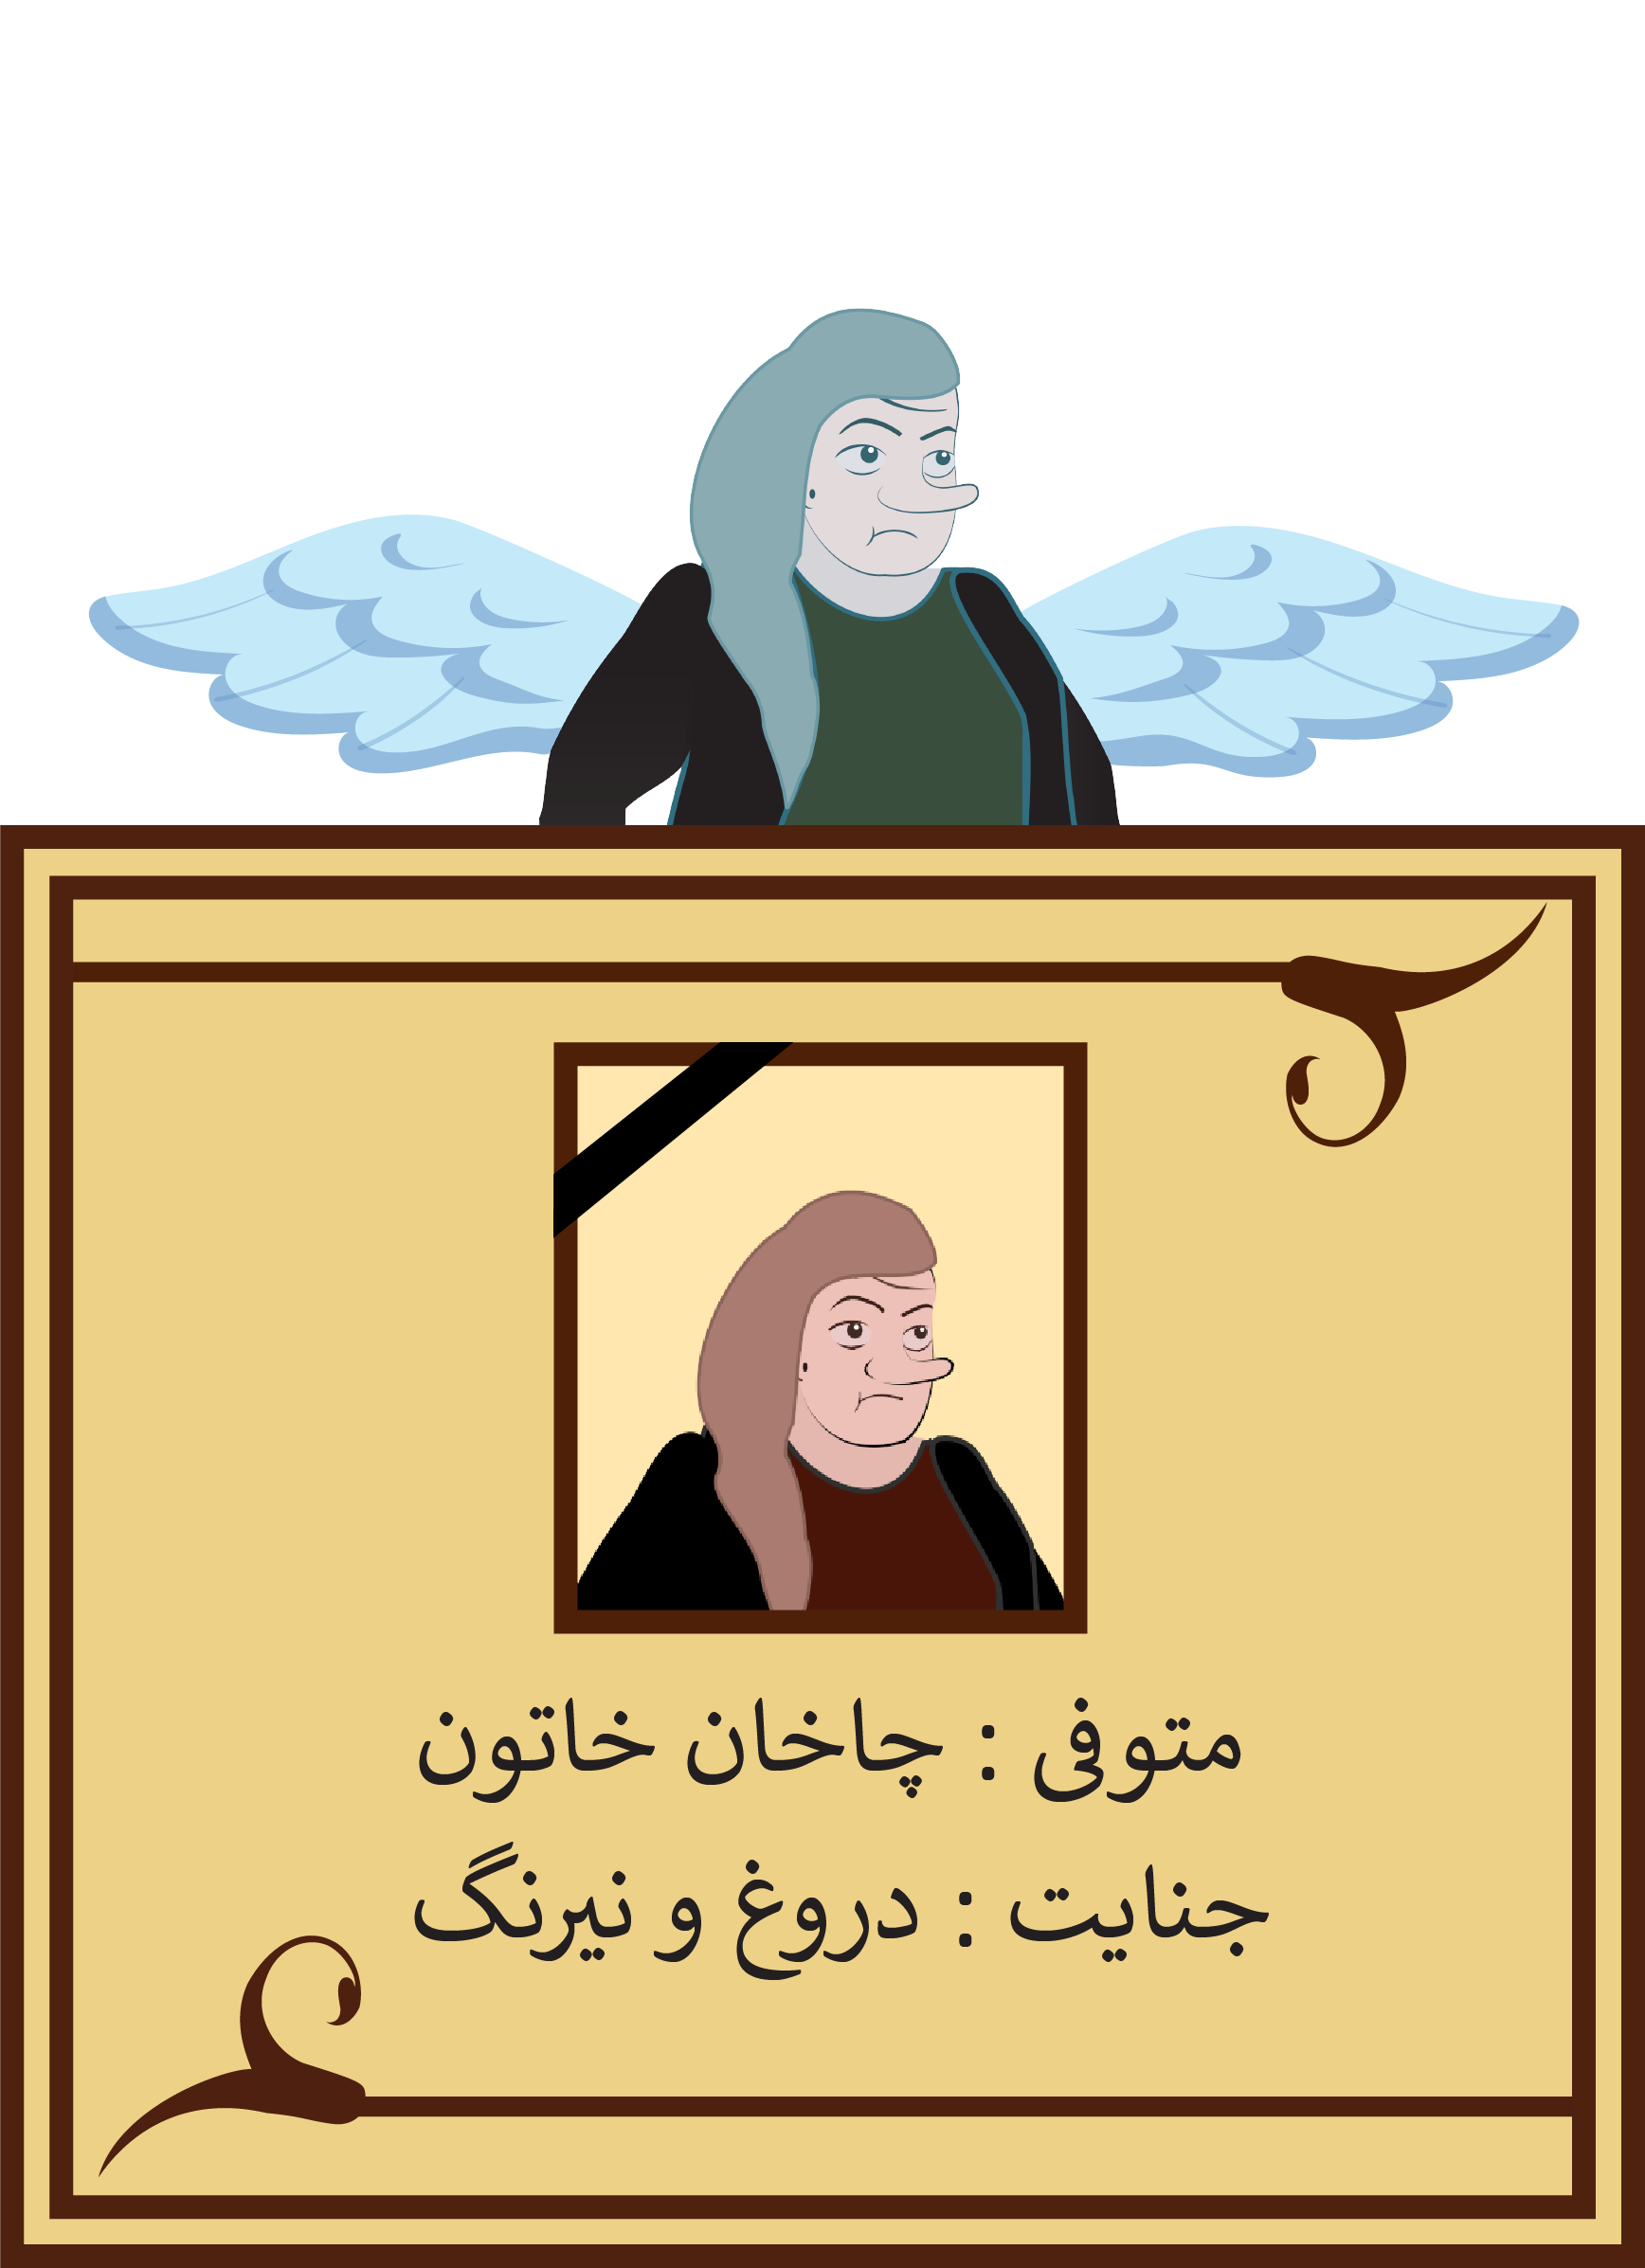 متوفی : چاخان خاتون
جنایت : دروغ و نیرنگ